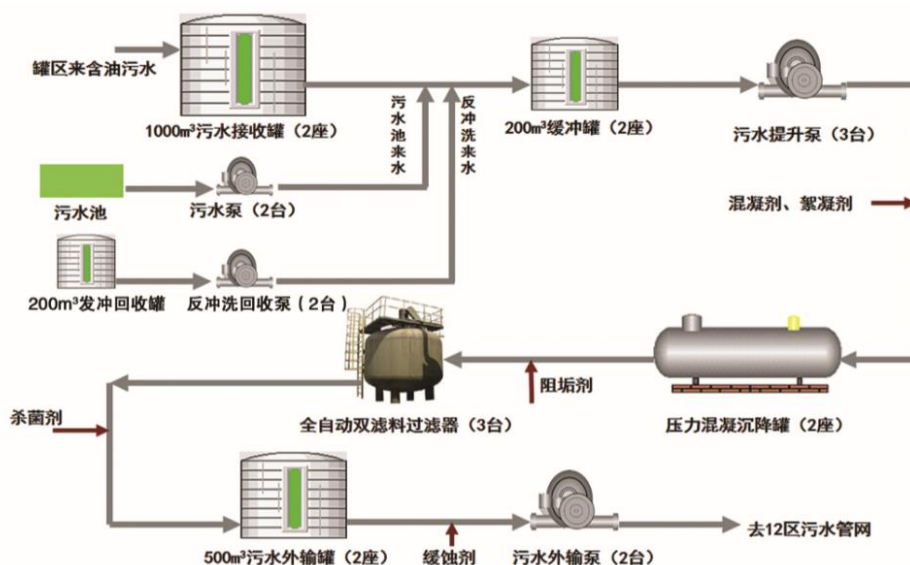 罐区来含油污水
1000m³污水接收罐（2座）
污水池来水
反冲洗来水
200m³缓冲罐（2座）
污水提升泵（3台）
污水池
污水泵（2台）
混凝剂、絮凝剂
200m³发冲回收罐
反冲洗回收泵（2台）
杀菌剂
全自动双滤料过滤器（3台）
阻垢剂
压力混凝沉降罐（2座）
500m³污水外输罐（2座）
缓蚀剂
污水外输泵（2台）
去12区污水管网